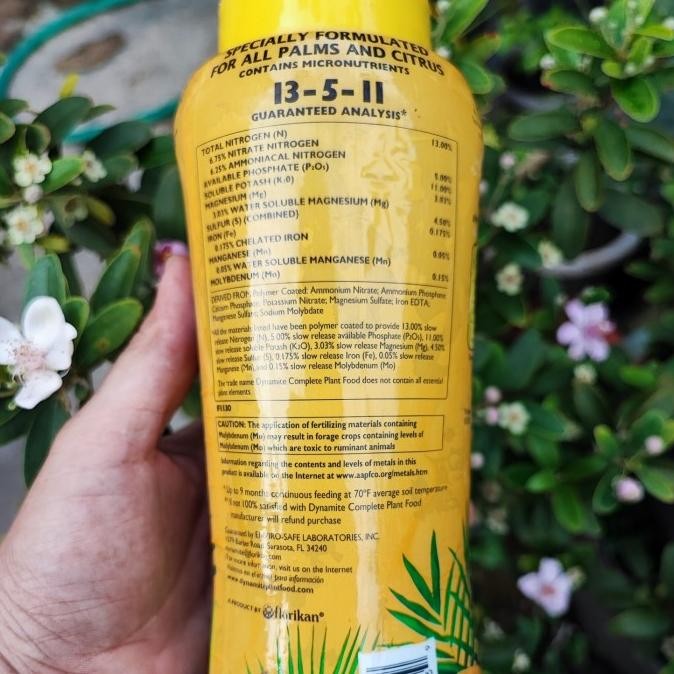 SPECIALLY FORMULATED
FOR ALL PALMS AND CITRUS
CONTAINS MICRONUTRIENTS
13-5-11
GUARANTEED ANALYSIS*
TOTAL NITROGEN (N) 13.00%
6.75% NITRATE NITROGEN
6.25% AMMONIACAL NITROGEN
AVAILABLE PHOSPHATE (P₂O₅) 5.00%
SOLUBLE POTASH (K₂0) 11.00%
MAGNESIUM (Mg) 3.03%
3.03% WATER SOLUBLE MAGNESIUM (Mg)
SULFUR (S) (COMBINED) 4.50%
IRON (Fe) 0.175%
0.175% CHELATED IRON
MANGANESE (Mn) 0.05%
0.05% WATER SOLUBLE MANGANESE (Mn)
MOLYBDENUM (Mo) 0.15%
DERIVED FROM: Polymer Coated: Ammonium Nitrate; Ammonium Phosphate
Calcium Phosphate; Potassium Nitrate; Magnesium Sulfate; Iron EDTA;
Manganese Sulfate; Sodium Molybdate
*All the materials listed have been polymer coated to provide 13.00% slow
release Nitrogen (N), 5.00% slow release available Phosphate (P₂O₅), 11.00%
slow release soluble Potash (K₂O), 3.03% slow release Magnesium (Mg), 4.50%
slow release Sulfur (S), 0.175% slow release Iron (Fe), 0.05% slow release
Manganese (Mn), and 0.15% slow release Molybdenum (Mo)
The trade name Dynamite Complete Plant Food does not contain all essential
plant elements
F1130
CAUTION: The application of fertilizing materials containing
Molybdenum (Mo) may result in forage crops containing levels of
Molybdenum (Mo) which are toxic to ruminant animals
Information regarding the contents and levels of metals in this
product is available on the Internet at www.aapfco.org/metals.htm
* Up to 9 months continuous feeding at 70°F average soil temperature
** If not 100% satisfied with Dynamite Complete Plant Food
manufacturer will refund purchase
Guaranteed by ENVIRO-SAFE LABORATORIES, INC.
Barber Road Sarasota, FL 34240
For more information, visit us on the Internet
Visítenos en el para información
www.dynamiteplantfood.com
A PRODUCT BY florikan®